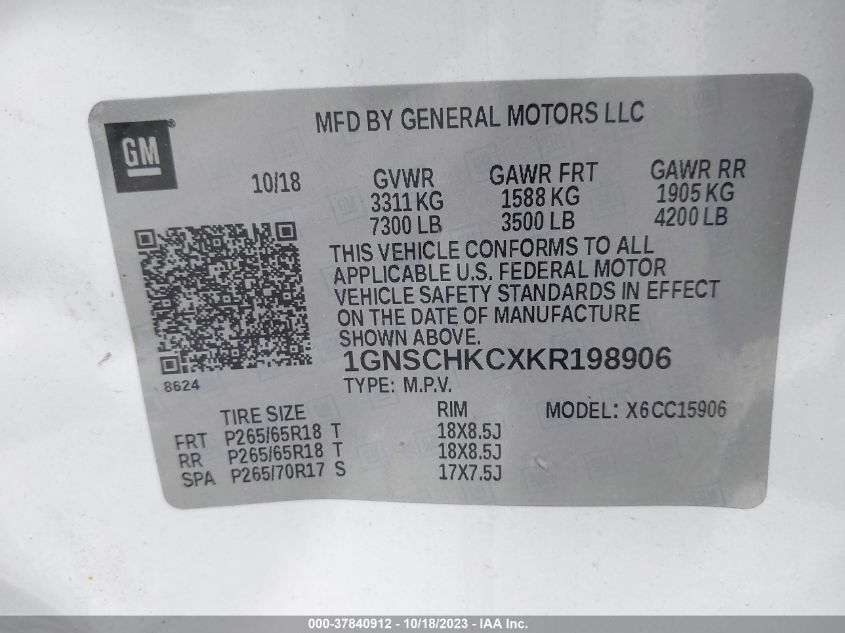 GM
MFD BY GENERAL MOTORS LLC
10/18
GVWR GAWR FRT GAWR RR
3311 KG 1588 KG 1905 KG
7300 LB 3500 LB 4200 LB
THIS VEHICLE CONFORMS TO ALL
APPLICABLE U.S. FEDERAL MOTOR
VEHICLE SAFETY STANDARDS IN EFFECT
ON THE DATE OF MANUFACTURE
SHOWN ABOVE.
1GNSCHKCXKR198906
8624
TYPE: M.P.V.
TIRE SIZE RIM MODEL: X6CC15906
FRT P265/65R18 T 18X8.5J
RR P265/65R18 T 18X8.5J
SPA P265/70R17 S 17X7.5J
000-37840912 - 10/18/2023 - IAA Inc.